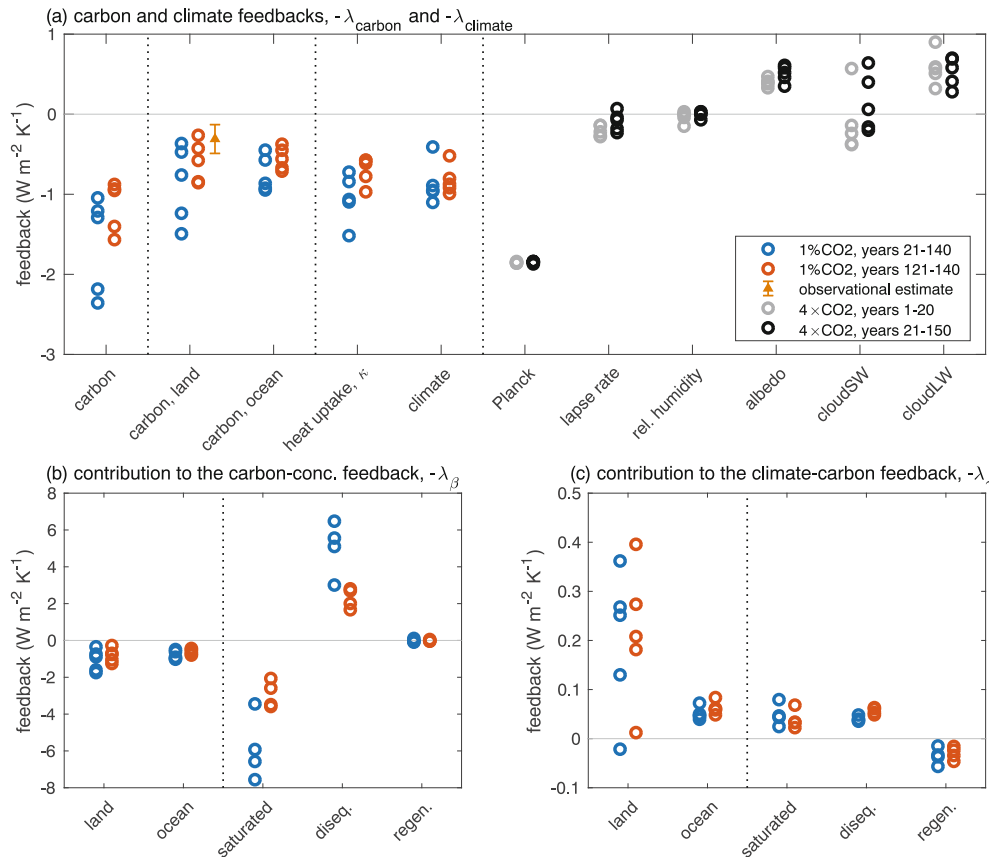 (a) carbon and climate feedbacks, -λcarbon and -λclimate
feedback (W m⁻² K⁻¹)
1
0
-1
-2
-3
1%CO2, years 21-140
1%CO2, years 121-140
observational estimate
4×CO2, years 1-20
4×CO2, years 21-150
carbon
carbon, land
carbon, ocean
heat uptake, κ
climate
Planck
lapse rate
rel. humidity
albedo
cloudSW
cloudLW
(b) contribution to the carbon-conc. feedback, -λβ
feedback (W m⁻² K⁻¹)
8
6
4
2
0
-2
-4
-6
-8
land
ocean
saturated
diseq.
regen.
(c) contribution to the climate-carbon feedback, -λ
feedback (W m⁻² K⁻¹)
0.5
0.4
0.3
0.2
0.1
0
-0.1
land
ocean
saturated
diseq.
regen.